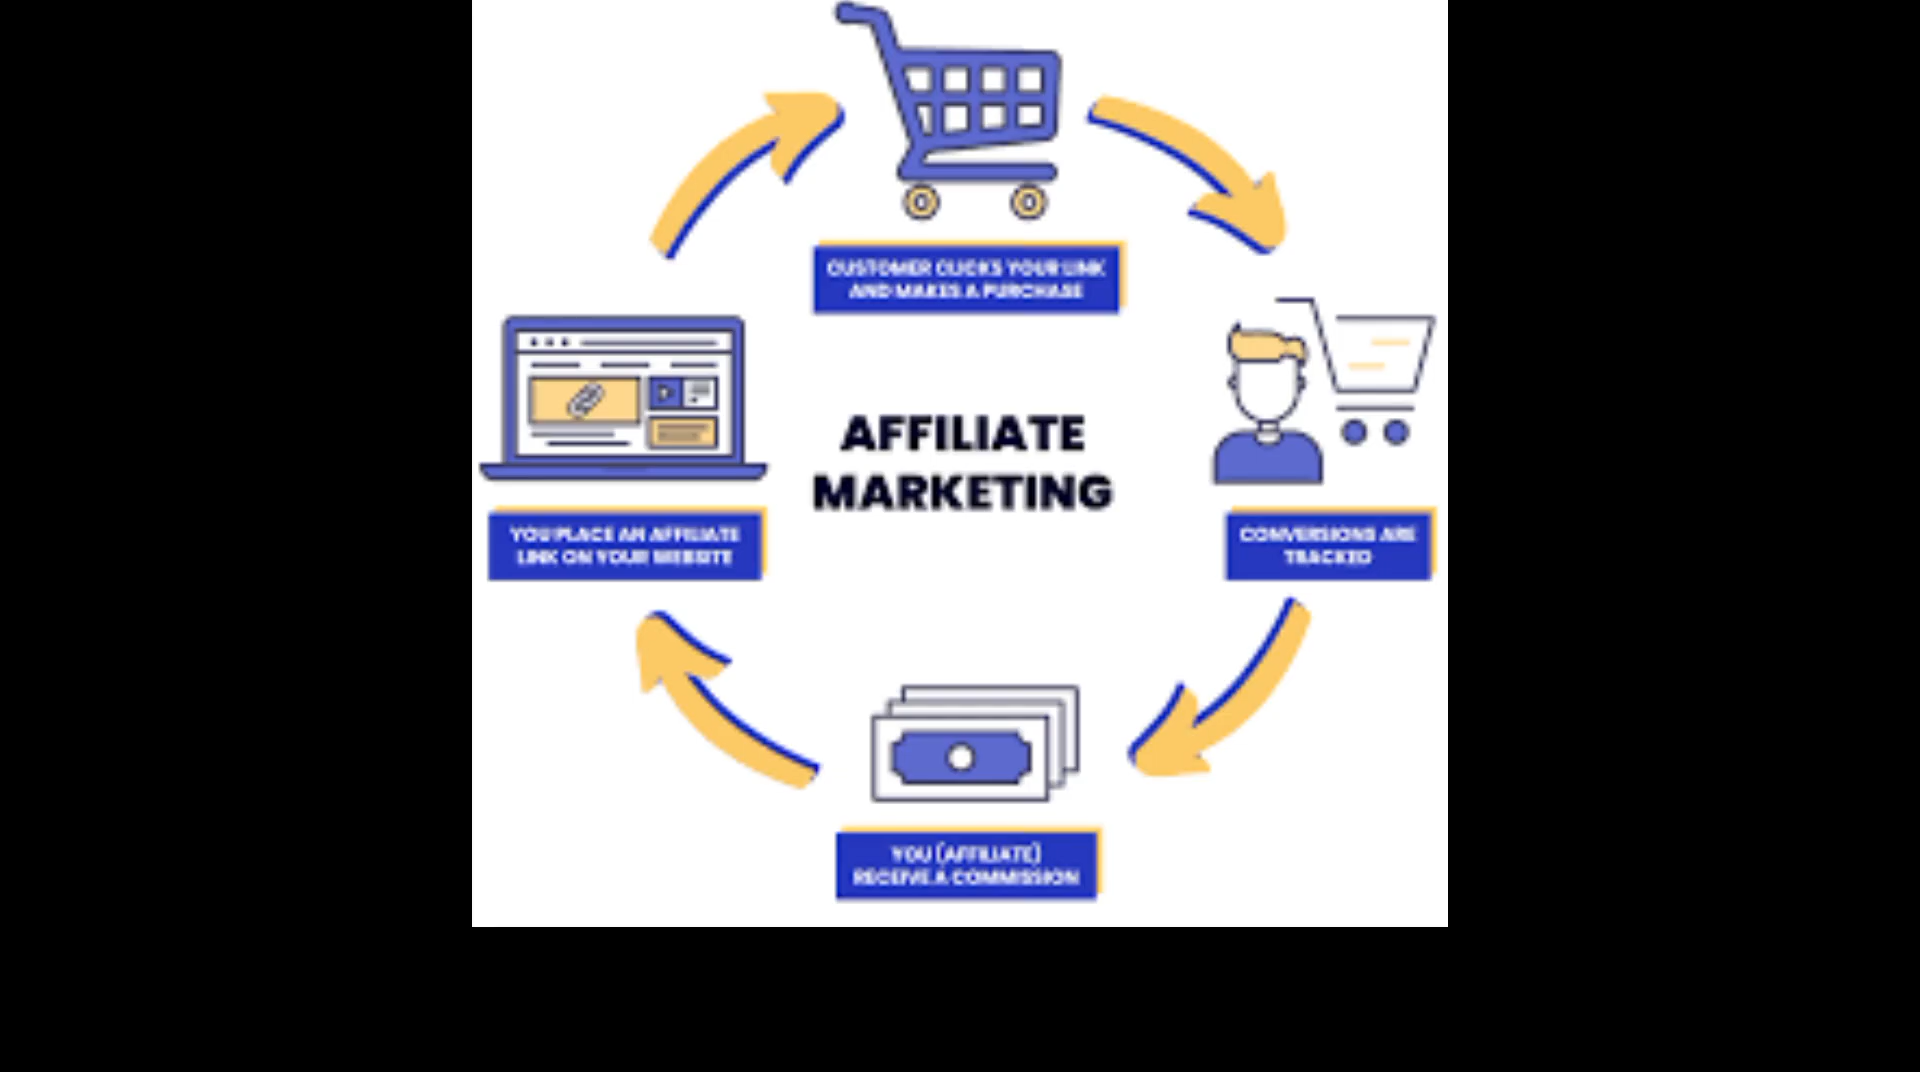 CUSTOMER CLICKS YOUR LINK
AND MAKES A PURCHASE
AFFILIATE
MARKETING
YOU PLACE AN AFFILIATE
LINK ON YOUR WEBSITE
CONVERSIONS ARE
TRACKED
YOU (AFFILIATE)
RECEIVE A COMMISSION